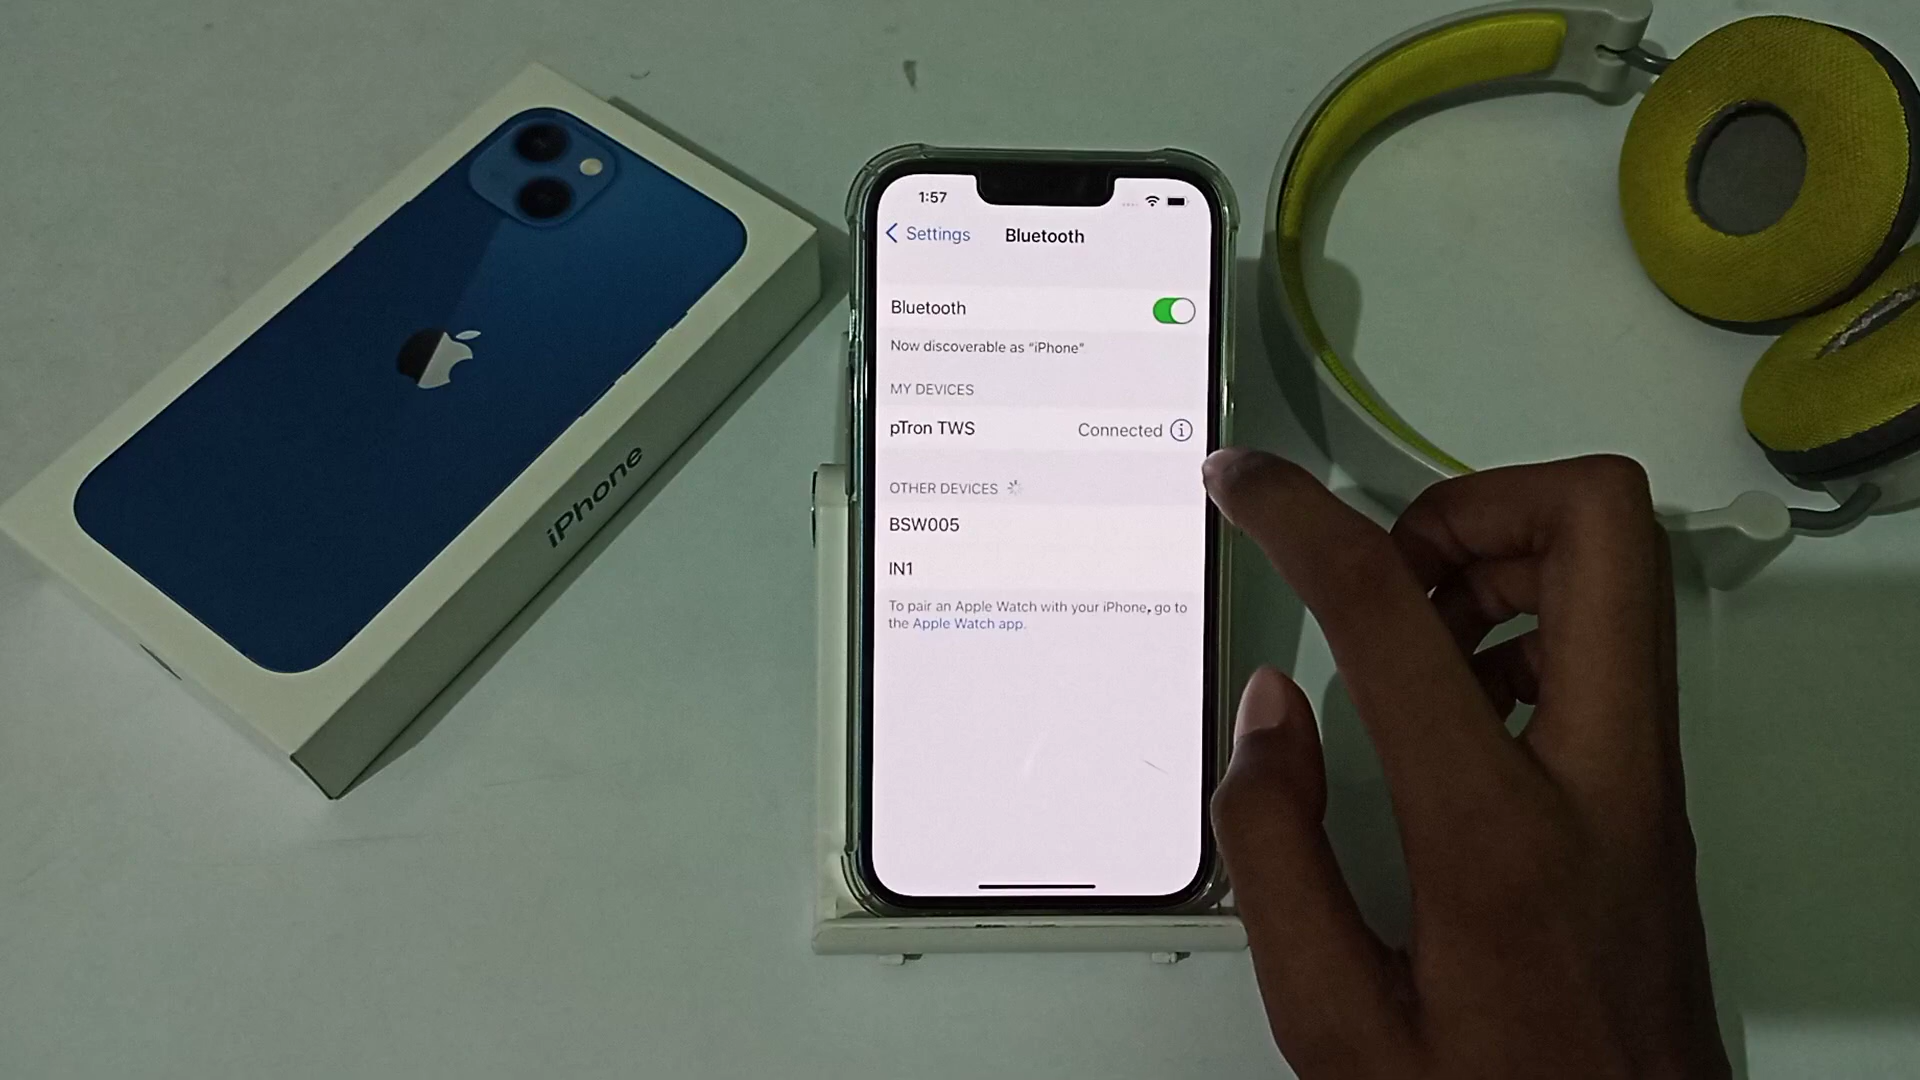 iPhone
1:57
Settings Bluetooth
Bluetooth
Now discoverable as “iPhone”
MY DEVICES
pTron TWS Connected
OTHER DEVICES
BSW005
IN1
To pair an Apple Watch with your iPhone, go to
the Apple Watch app.